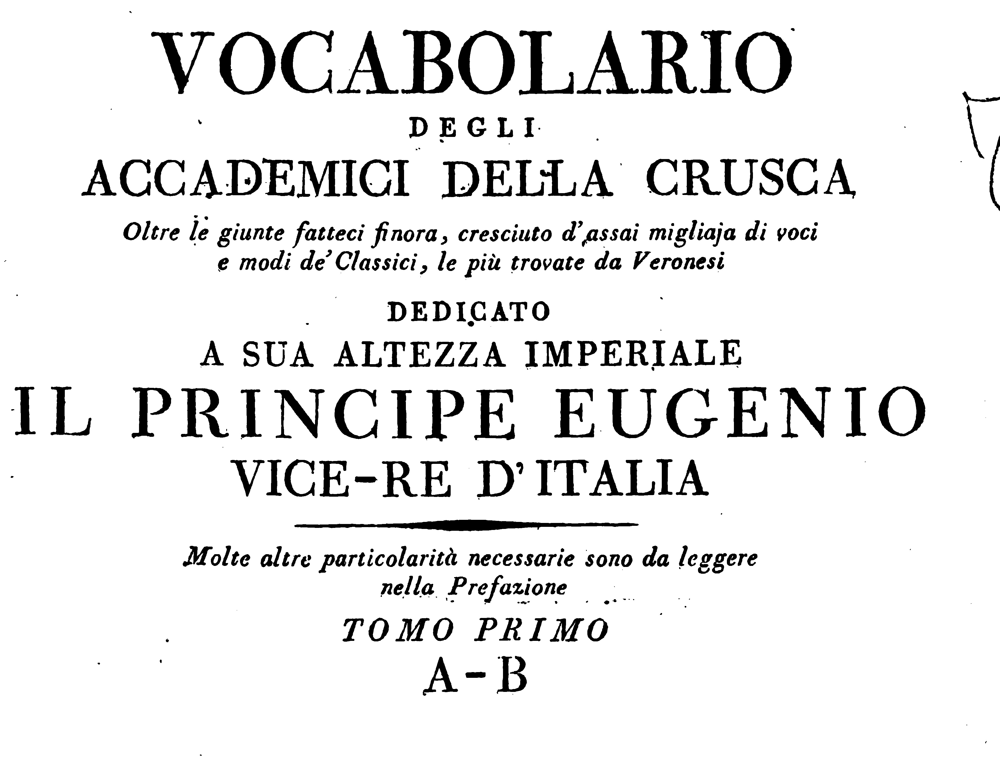 VOCABOLARIO
DEGLI
ACCADEMICI DELLA CRUSCA
Oltre le giunte fatteci finora, cresciuto d'assai migliaja di voci
e modi de' Classici, le più trovate da Veronesi
DEDICATO
A SUA ALTEZZA IMPERIALE
IL PRINCIPE EUGENIO
VICE-RE D'ITALIA
Molte altre particolarità necessarie sono da leggere
nella Prefazione
TOMO PRIMO
A-B